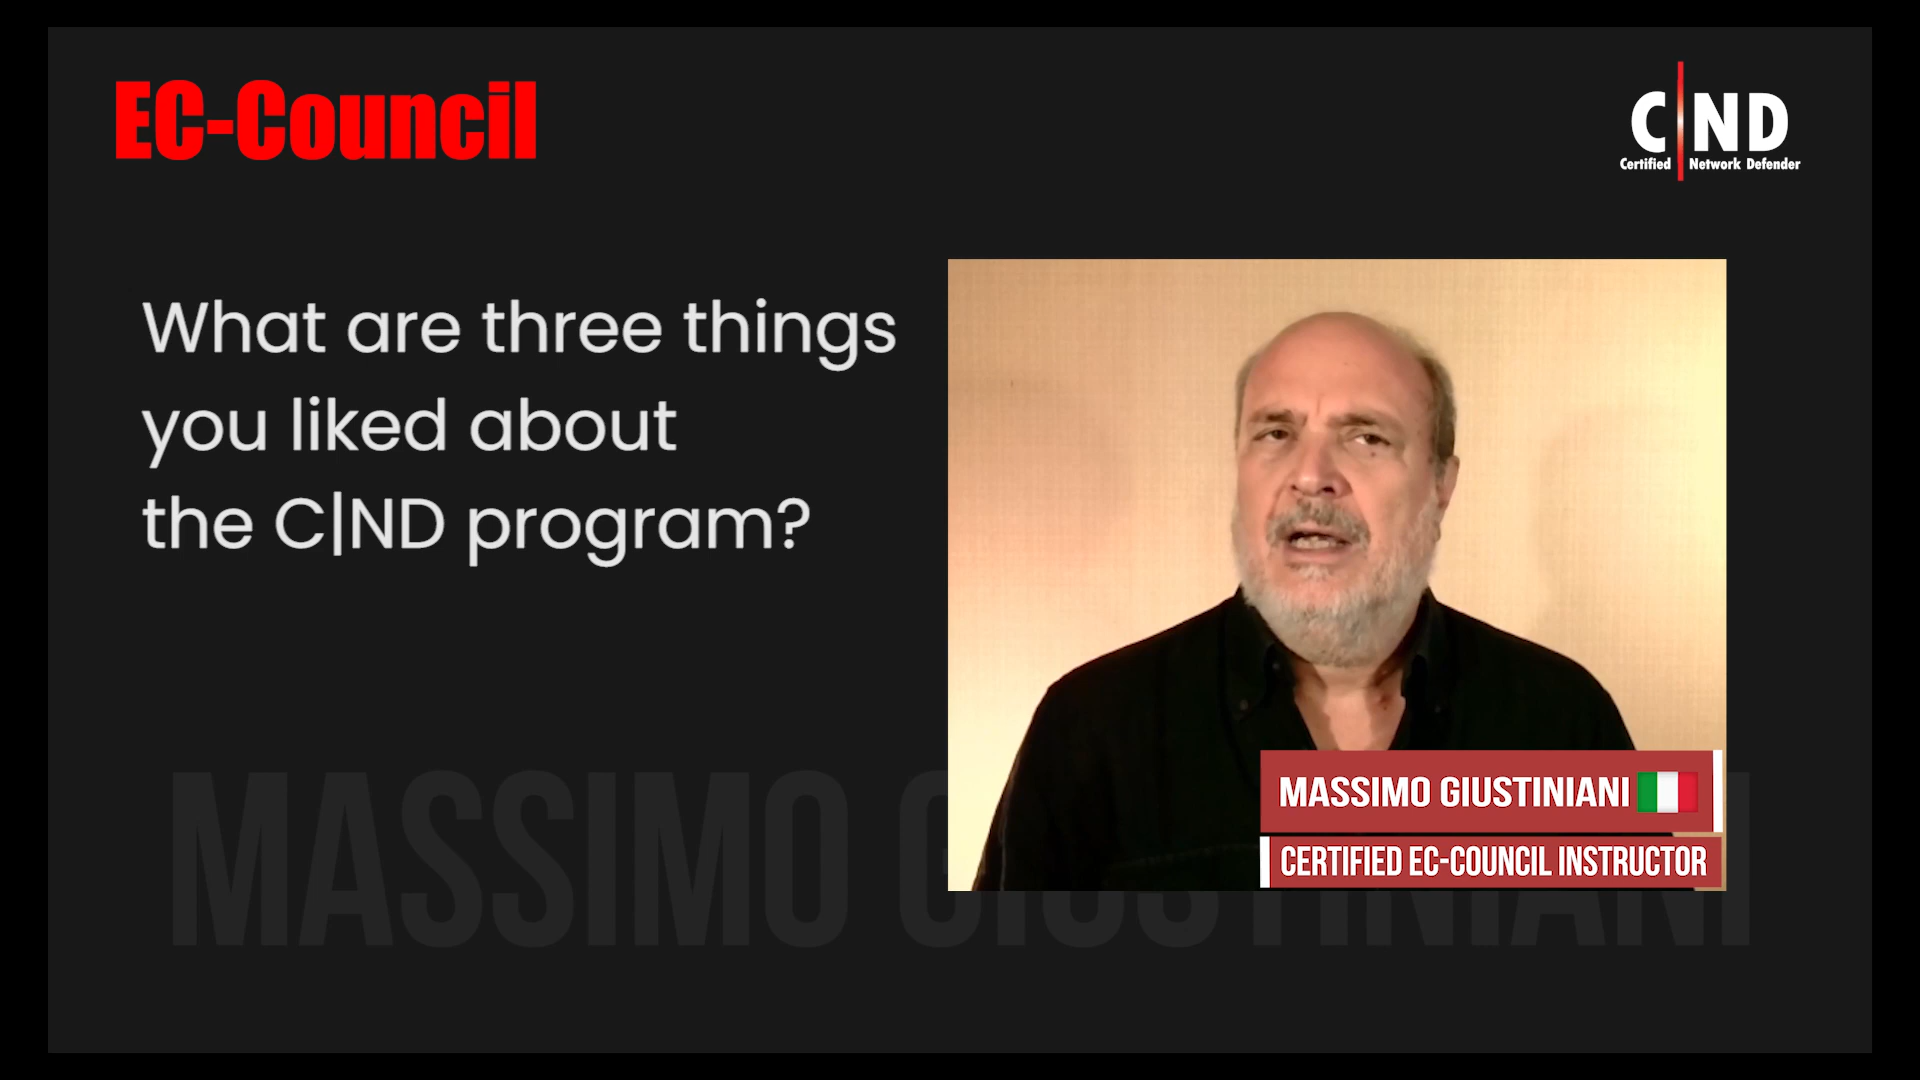 EC-Council
C|ND
Certified Network Defender
What are three things
you liked about
the C|ND program?
MASSIMO GIUSTINIANI
MASSIMO GIUSTINIANI
CERTIFIED EC-COUNCIL INSTRUCTOR